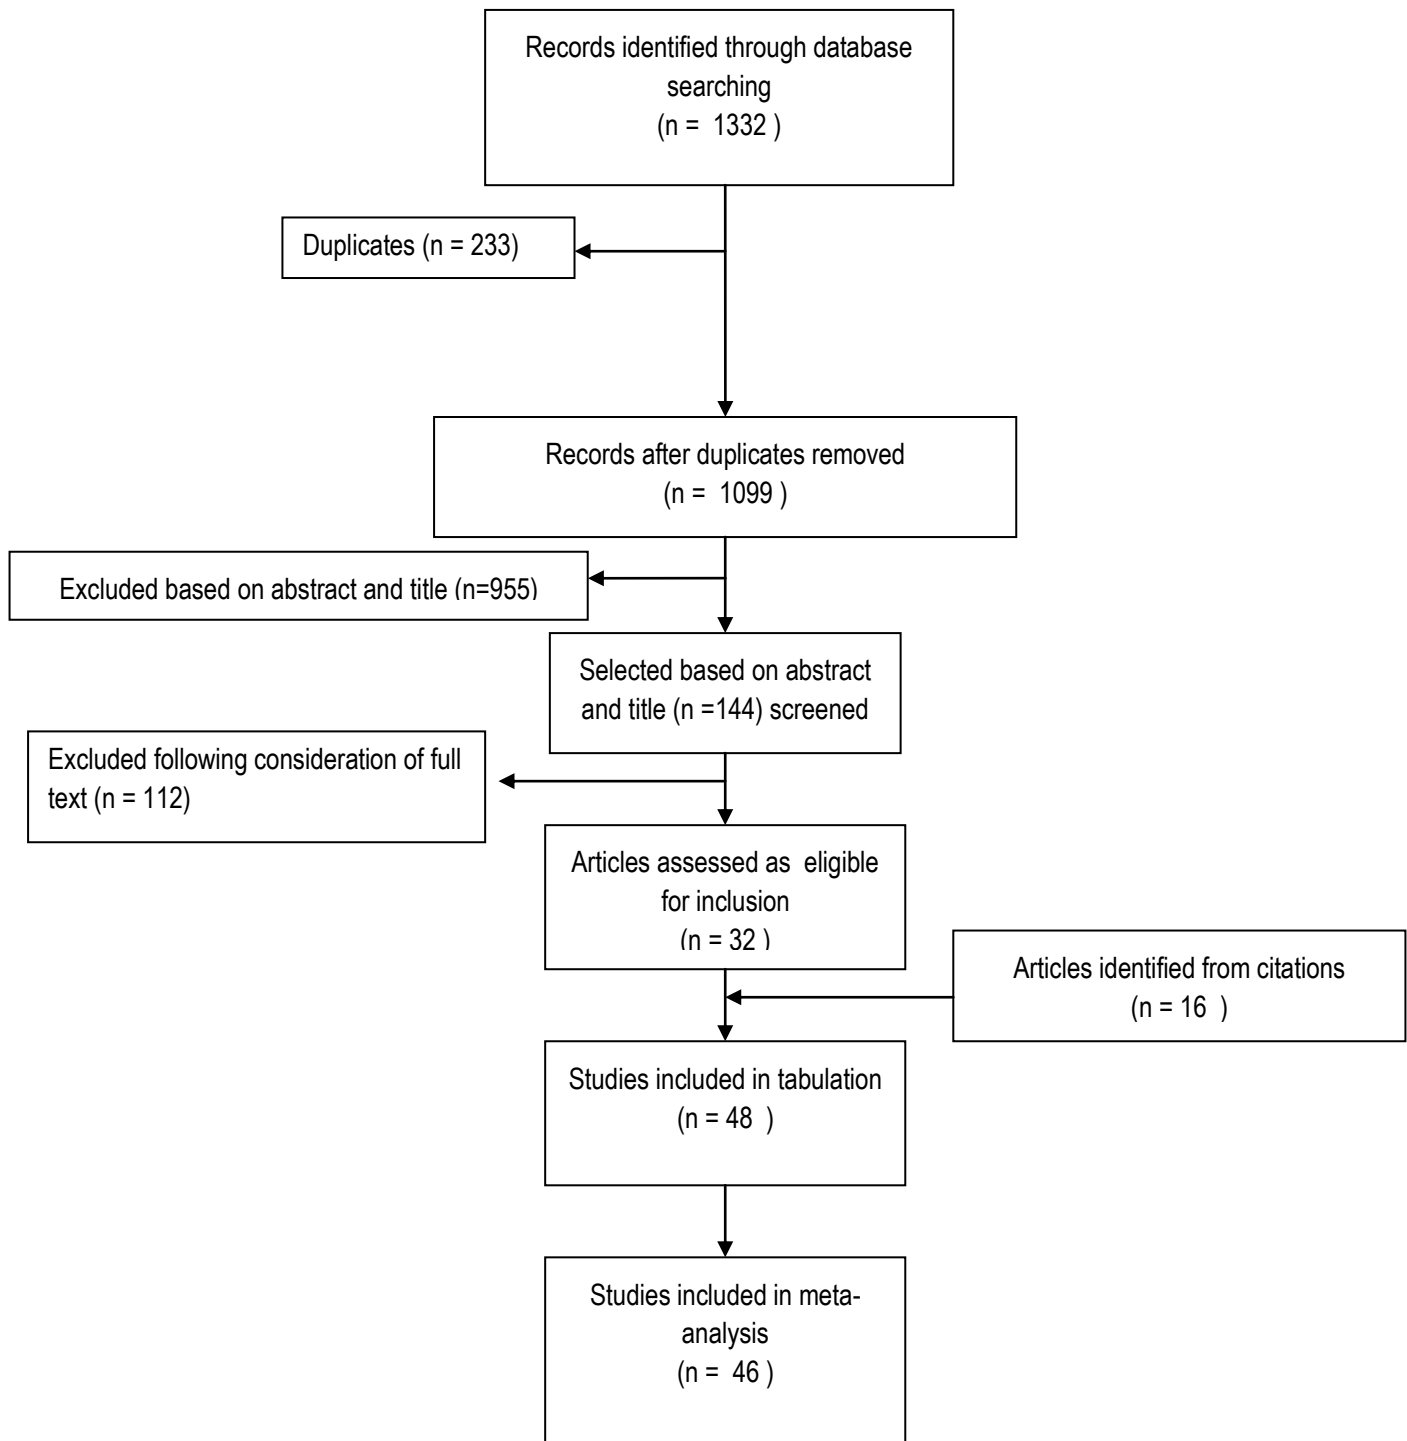 Records identified through database
searching
(n =  1332 )
Duplicates (n = 233)
Records after duplicates removed
(n =  1099 )
Excluded based on abstract and title (n=955)
Selected based on abstract
and title (n =144) screened
Excluded following consideration of full
text (n = 112)
Articles assessed as  eligible
for inclusion
(n = 32 )
Articles identified from citations
(n = 16  )
Studies included in tabulation
(n = 48  )
Studies included in meta-
analysis
(n =  46 )